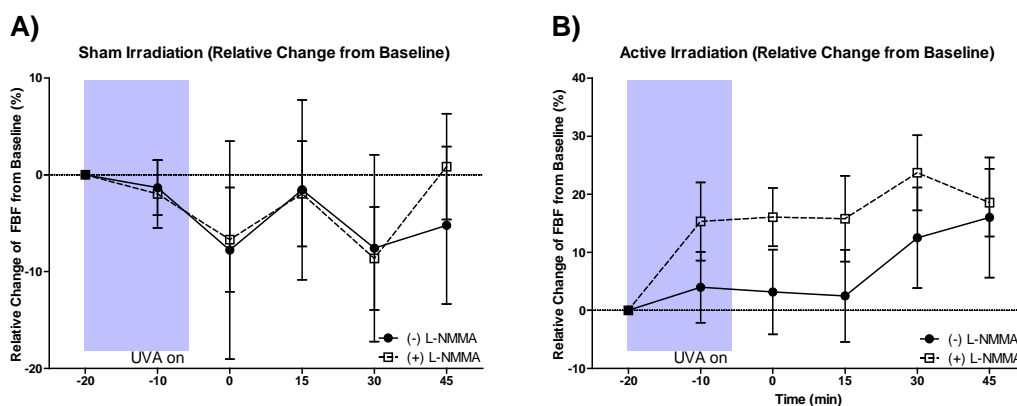 A)
Sham Irradiation (Relative Change from Baseline)
Relative Change of FBF from Baseline (%)
10
0
-10
-20
UVA on
(-) L-NMMA
(+) L-NMMA
-20 -10 0 15 30 45
B)
Active Irradiation (Relative Change from Baseline)
Relative Change of FBF from Baseline (%)
40
30
20
10
0
-10
UVA on
(-) L-NMMA
(+) L-NMMA
-20 -10 0 15 30 45
Time (min)